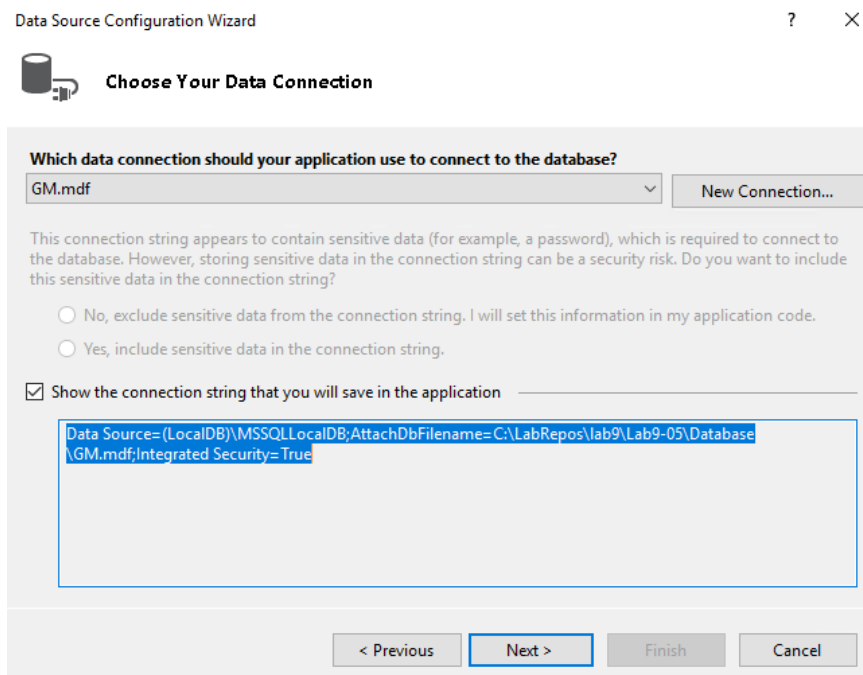 Data Source Configuration Wizard
Choose Your Data Connection
Which data connection should your application use to connect to the database?
GM.mdf
New Connection...
This connection string appears to contain sensitive data (for example, a password), which is required to connect to
the database. However, storing sensitive data in the connection string can be a security risk. Do you want to include
this sensitive data in the connection string?
No, exclude sensitive data from the connection string. I will set this information in my application code.
Yes, include sensitive data in the connection string.
Show the connection string that you will save in the application
Data Source=(LocalDB)\MSSQLLocalDB;AttachDbFilename=C:\LabRepos\lab9\Lab9-05\Database
\GM.mdf;Integrated Security=True
< Previous
Next >
Finish
Cancel